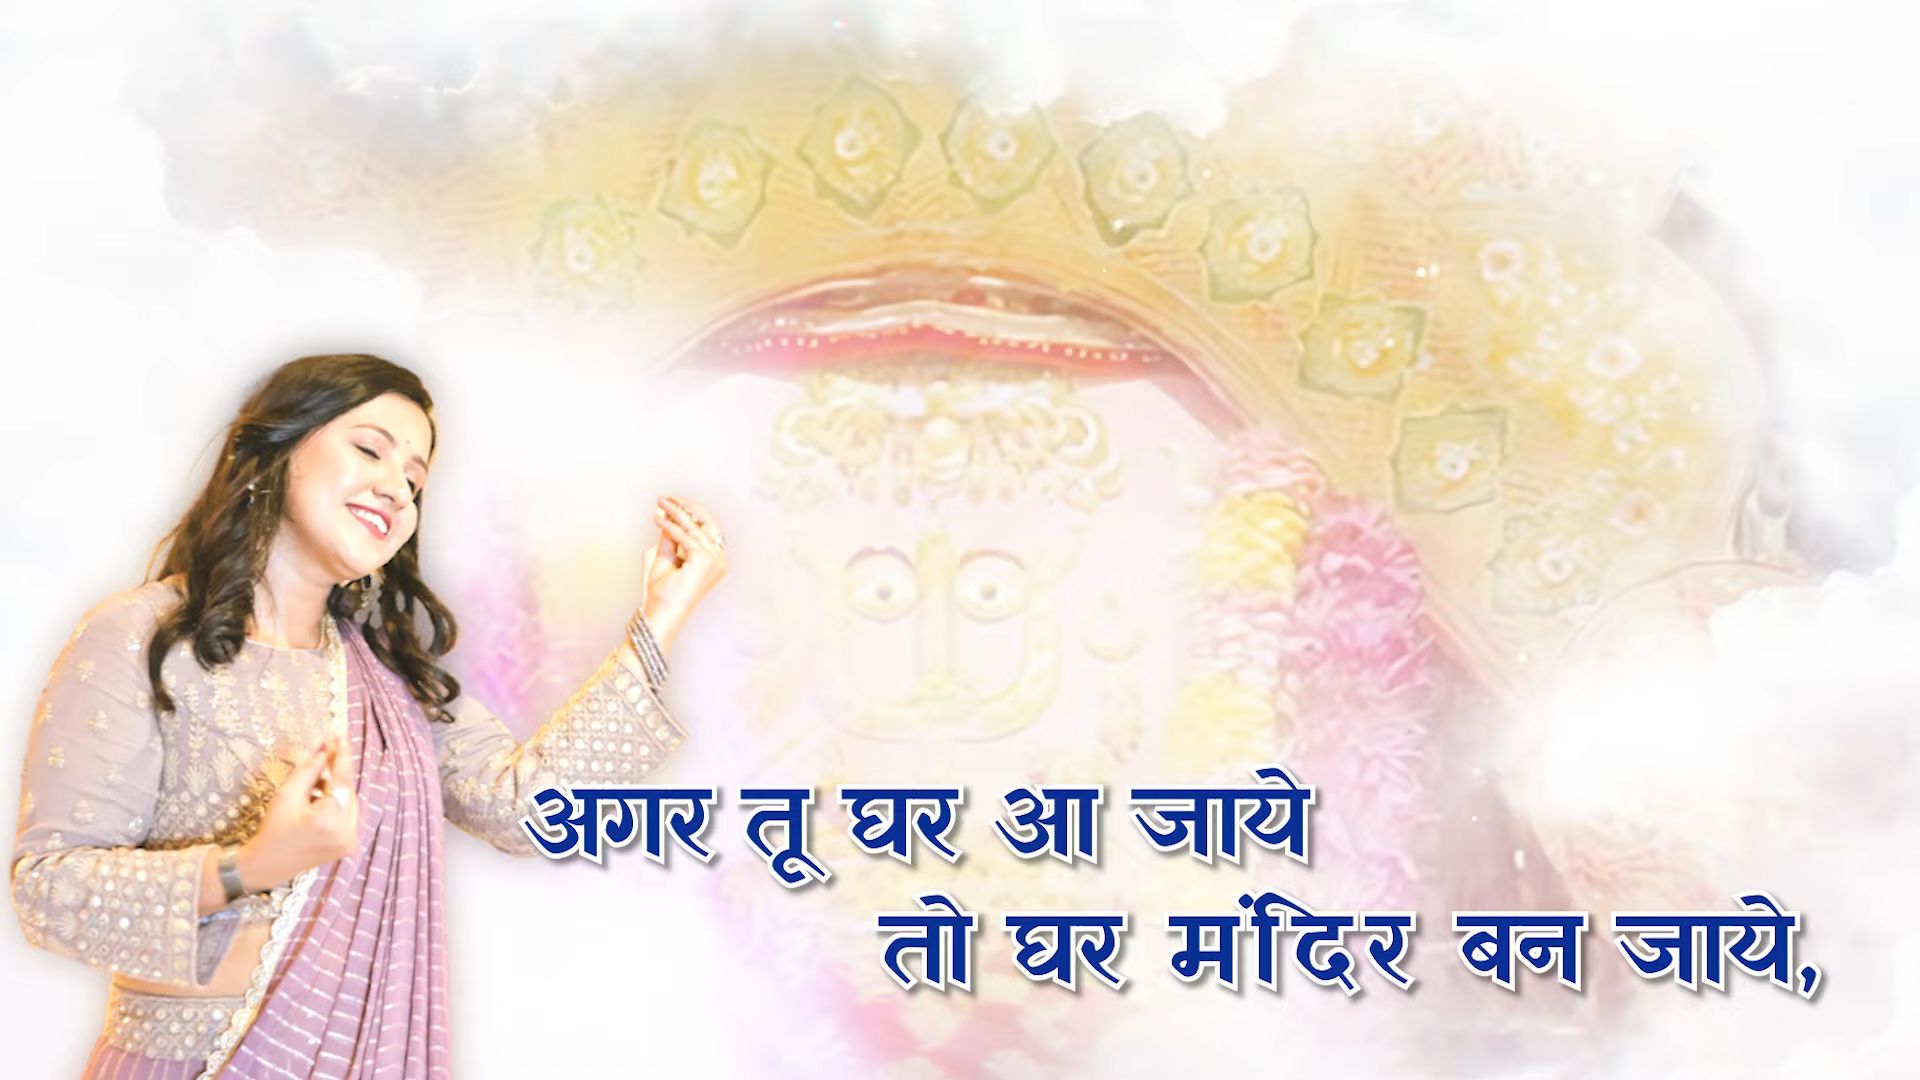 अगर तू घर आ जाये
तो घर मंदिर बन जाये,